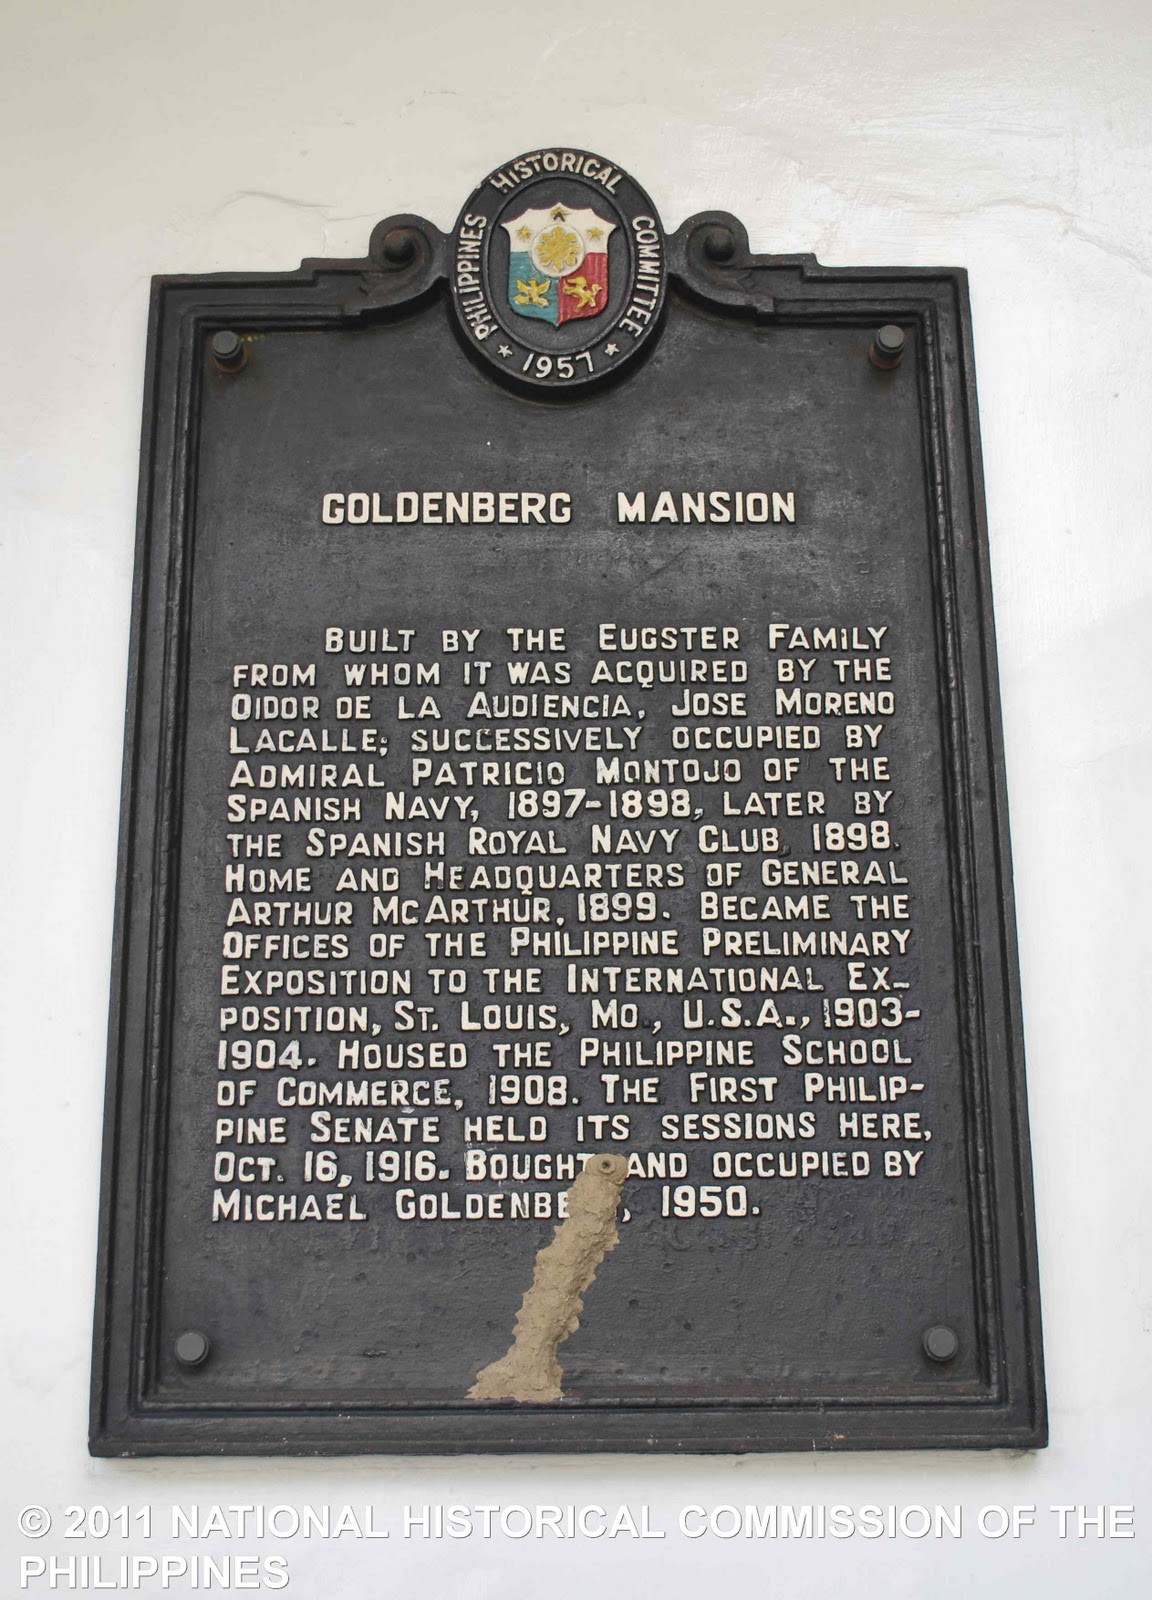 PHILIPPINES HISTORICAL COMMITTEE
1957
GOLDENBERG MANSION
BUILT BY THE EUGSTER FAMILY
FROM WHOM IT WAS ACQUIRED BY THE
OIDOR DE LA AUDIENCIA, JOSE MORENO
LACALLE; SUCCESSIVELY OCCUPIED BY
ADMIRAL PATRICIO MONTOJO OF THE
SPANISH NAVY, 1897-1898, LATER BY
THE SPANISH ROYAL NAVY CLUB, 1898.
HOME AND HEADQUARTERS OF GENERAL
ARTHUR MCARTHUR, 1899. BECAME THE
OFFICES OF THE PHILIPPINE PRELIMINARY
EXPOSITION TO THE INTERNATIONAL EX-
POSITION, ST. LOUIS, MO., U.S.A., 1903-
1904. HOUSED THE PHILIPPINE SCHOOL
OF COMMERCE, 1908. THE FIRST PHILIP-
PINE SENATE HELD ITS SESSIONS HERE,
OCT. 16, 1916. BOUGHT AND OCCUPIED BY
MICHAEL GOLDENBE , 1950.
© 2011 NATIONAL HISTORICAL COMMISSION OF THE
PHILIPPINES